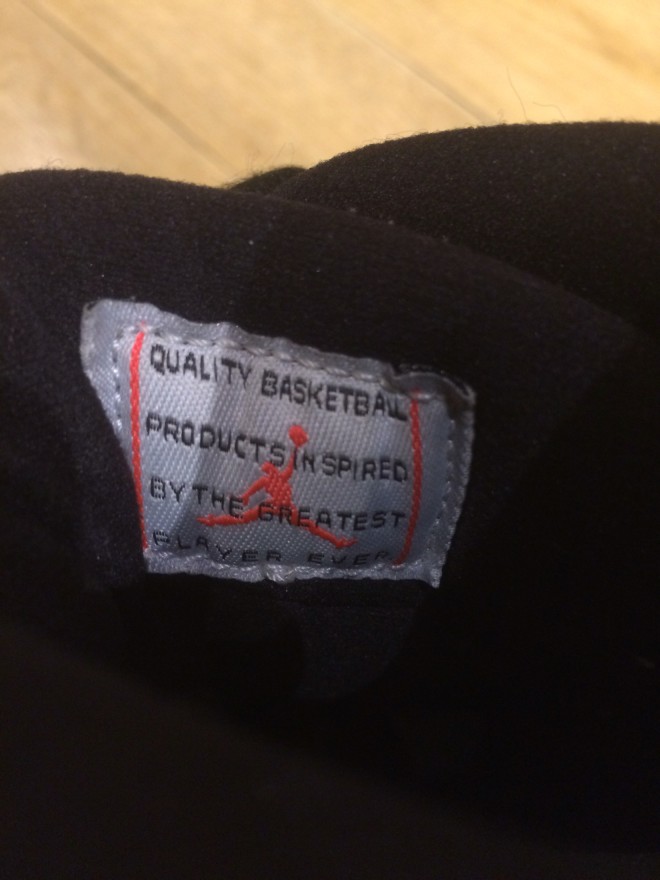 QUALITY BASKETBALL
PRODUCTS INSPIRED
BY THE GREATEST
PLAYER EVER